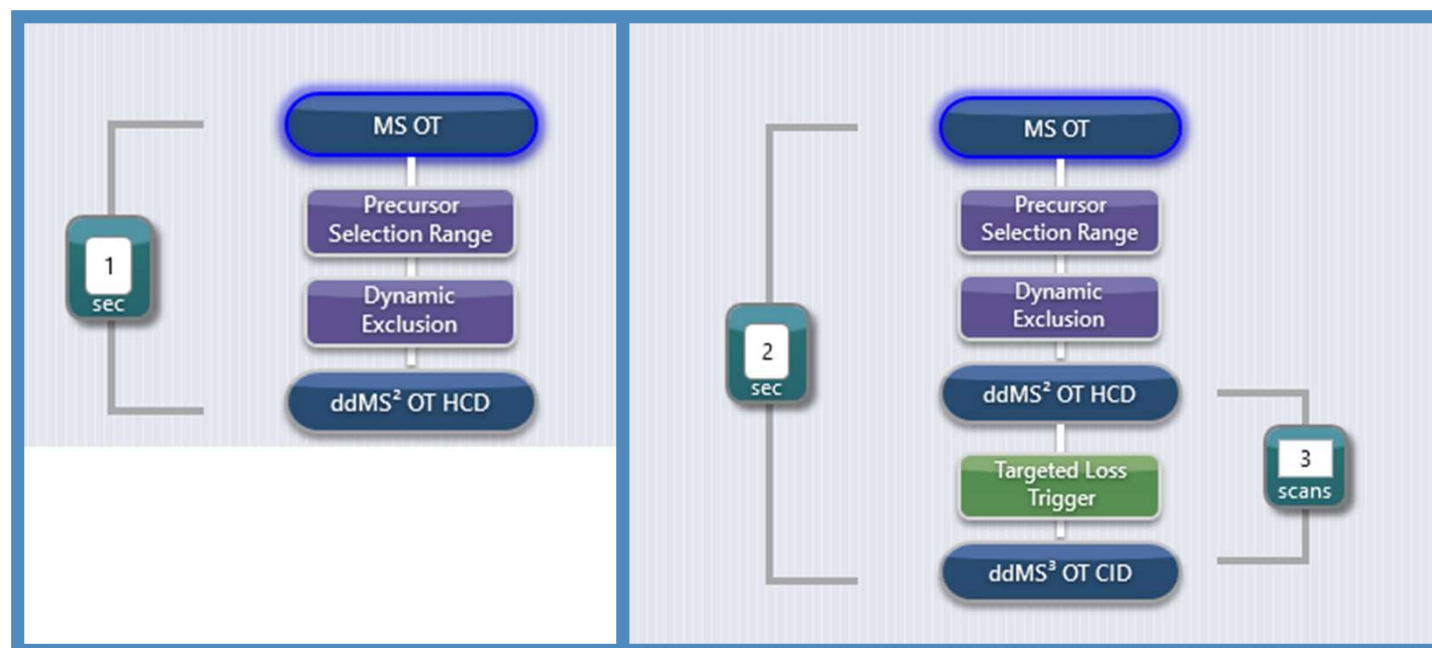 MS OT
Precursor
Selection Range
1
sec
Dynamic
Exclusion
ddMS² OT HCD
MS OT
Precursor
Selection Range
Dynamic
Exclusion
2
sec
ddMS² OT HCD
Targeted Loss
Trigger
3
scans
ddMS³ OT CID